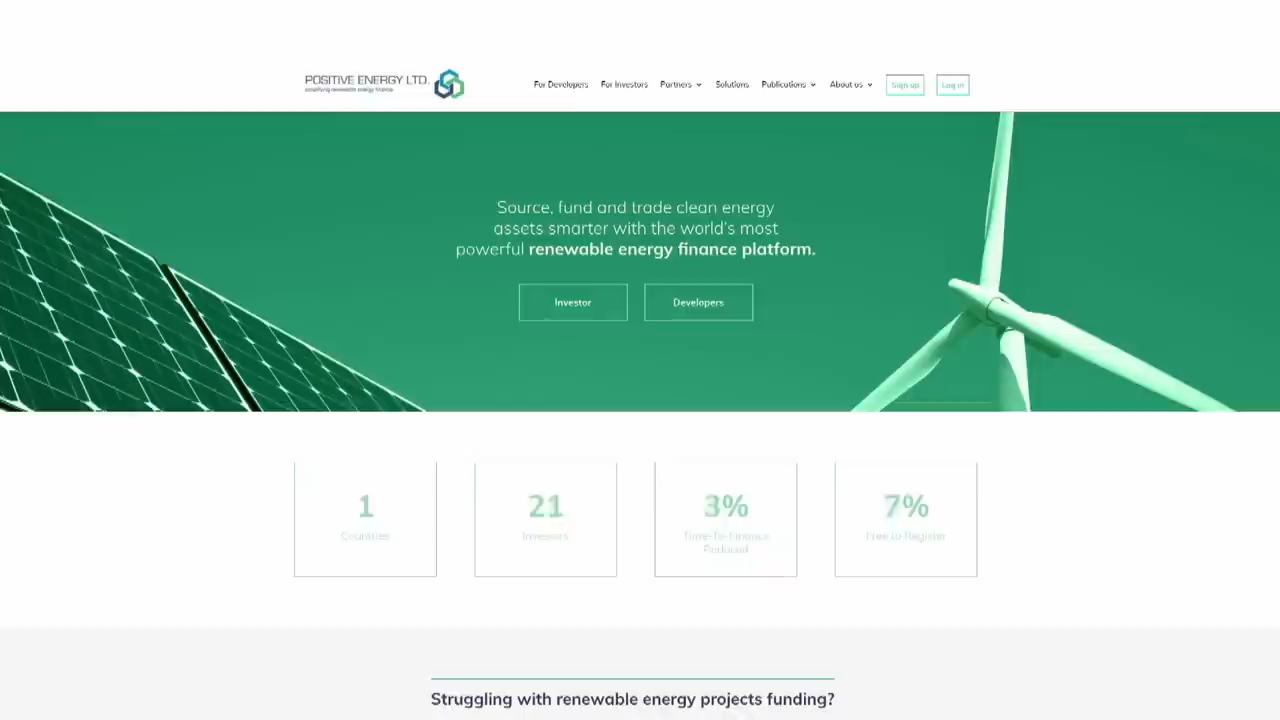 POSITIVE ENERGY LTD.
simplifying renewable energy finance
For Developers
For Investors
Partners
Solutions
Publications
About us
Sign up
Log in
Source, fund and trade clean energy
assets smarter with the world's most
powerful renewable energy finance platform.
Investor
Developers
1
Countries
21
Investors
3%
Time-To-Finance
Reduced
7%
Free to Register
Struggling with renewable energy projects funding?